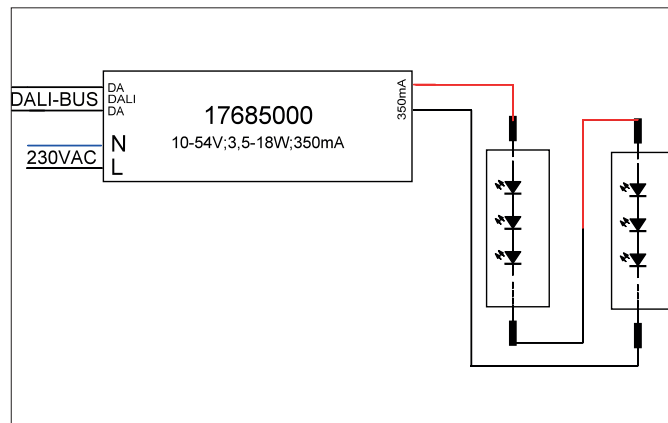 DA
DALI-BUS
DALI
DA
17685000
350mA
10-54V;3,5-18W;350mA
N
230VAC
L